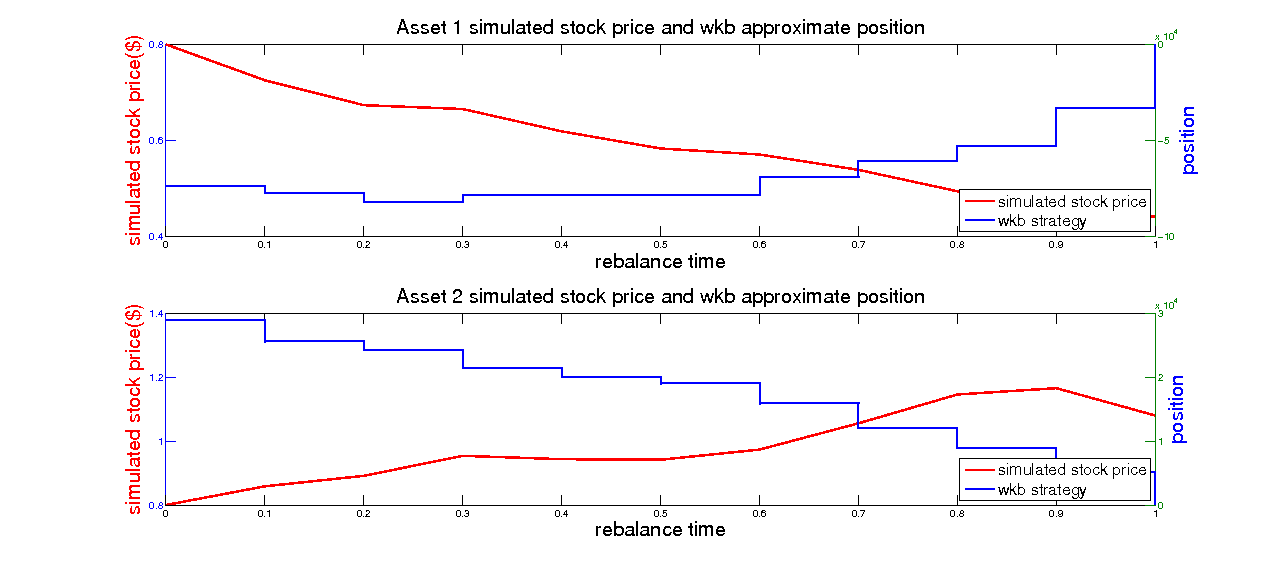 Asset 1 simulated stock price and wkb approximate position
x 10^4
simulated stock price($)
0.8
0.6
0.4
0
-5
-10
position
simulated stock price
wkb strategy
0 0.1 0.2 0.3 0.4 0.5 0.6 0.7 0.8 0.9 1
rebalance time
Asset 2 simulated stock price and wkb approximate position
x 10^4
simulated stock price($)
1.4
1.2
1
0.8
3
2
1
0
position
simulated stock price
wkb strategy
0 0.1 0.2 0.3 0.4 0.5 0.6 0.7 0.8 0.9 1
rebalance time